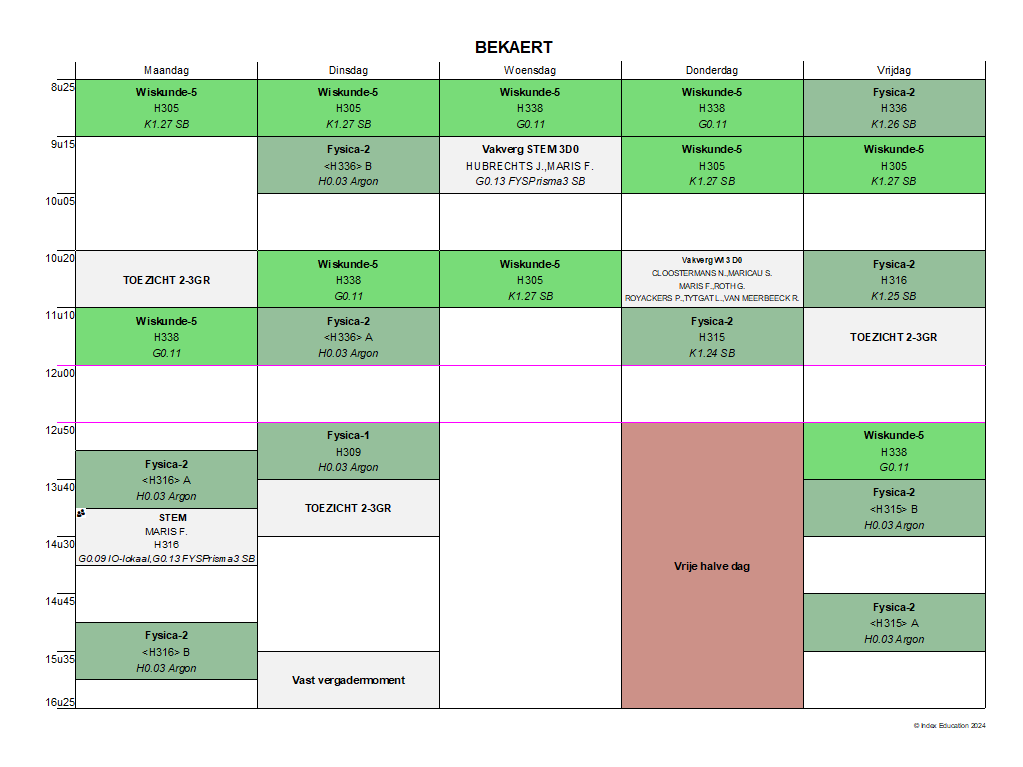 BEKAERT
Maandag Dinsdag Woensdag Donderdag Vrijdag
8u25
Wiskunde-5 Wiskunde-5 Wiskunde-5 Wiskunde-5 Fysica-2
H305 H305 H338 H338 H336
K1.27 SB K1.27 SB G0.11 G0.11 K1.26 SB
9u15
Fysica-2 Vakverg STEM 3D0 Wiskunde-5 Wiskunde-5
<H336> B HUBRECHTS J.,MARIS F. H305 H305
H0.03 Argon G0.13 FYSPrisma3 SB K1.27 SB K1.27 SB
10u05
10u20
TOEZICHT 2-3GR
Wiskunde-5 Wiskunde-5 Vakverg WI 3 D0 Fysica-2
H338 H305 CLOOSTERMANS N.,MARICAU S. H316
MARIS F.,ROTH G.
G0.11 K1.27 SB ROYACKERS P.,TYTGAT L.,VAN MEERBEECK R. K1.25 SB
11u10
Wiskunde-5 Fysica-2 Fysica-2
H338 <H336> A H315 TOEZICHT 2-3GR
G0.11 H0.03 Argon K1.24 SB
12u00
12u50
Fysica-1 Wiskunde-5
H309 H338
H0.03 Argon G0.11
Fysica-2
<H316> A
H0.03 Argon
13u40
TOEZICHT 2-3GR
Fysica-2
<H315> B
H0.03 Argon
STEM
MARIS F.
H316
G0.09 IO-lokaal,G0.13 FYSPrisma3 SB
14u30
Vrije halve dag
14u45
Fysica-2
<H315> A
H0.03 Argon
Fysica-2
<H316> B
H0.03 Argon
15u35
Vast vergadermoment
16u25
© Index Education 2024